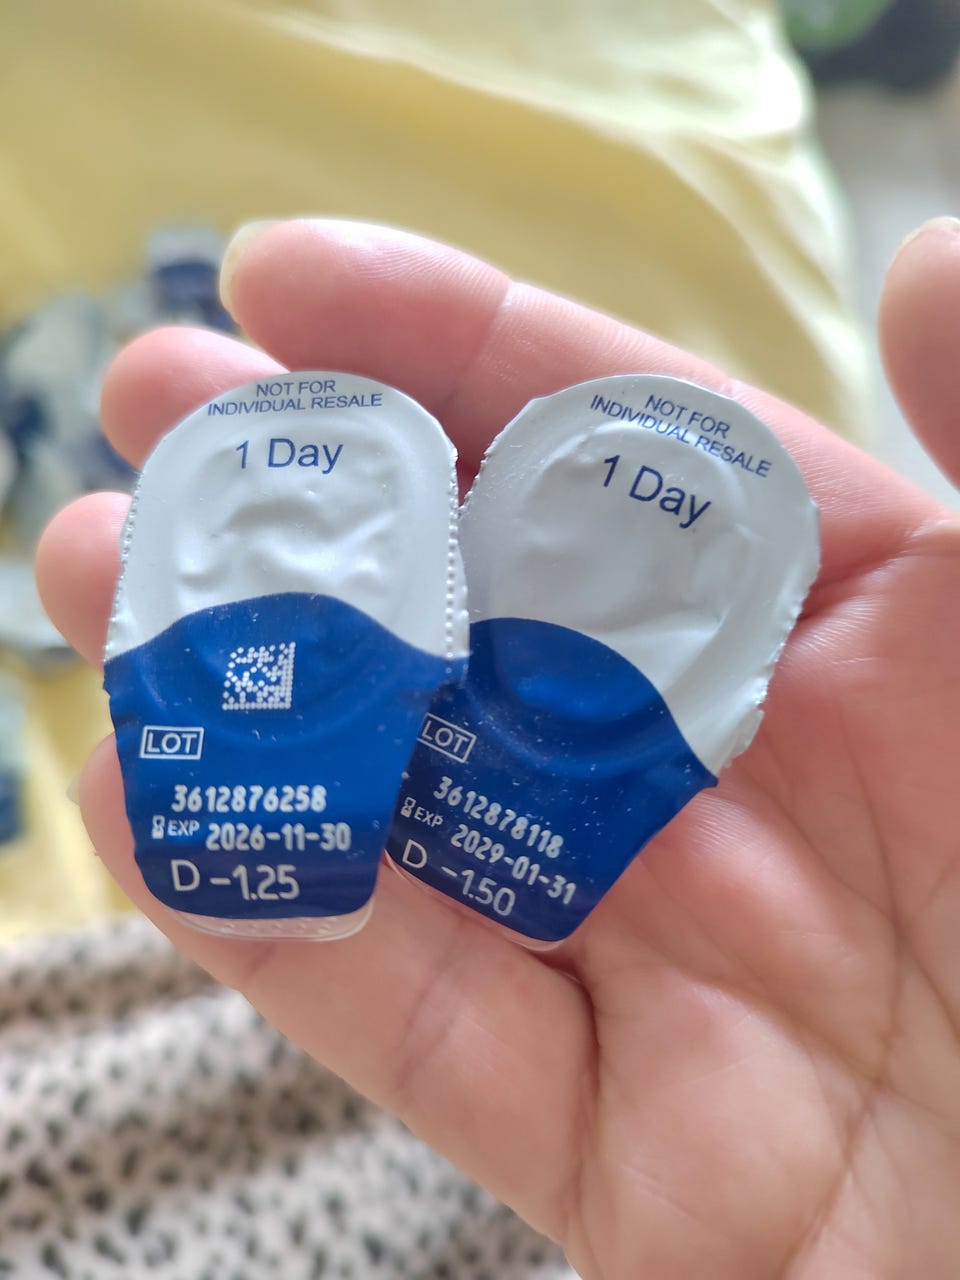 NOT FOR
INDIVIDUAL RESALE
1 Day
LOT
3612876258
EXP 2026-11-30
D -1.25
NOT FOR
INDIVIDUAL RESALE
1 Day
LOT
3612878118
EXP 2029-01-31
D -1.50